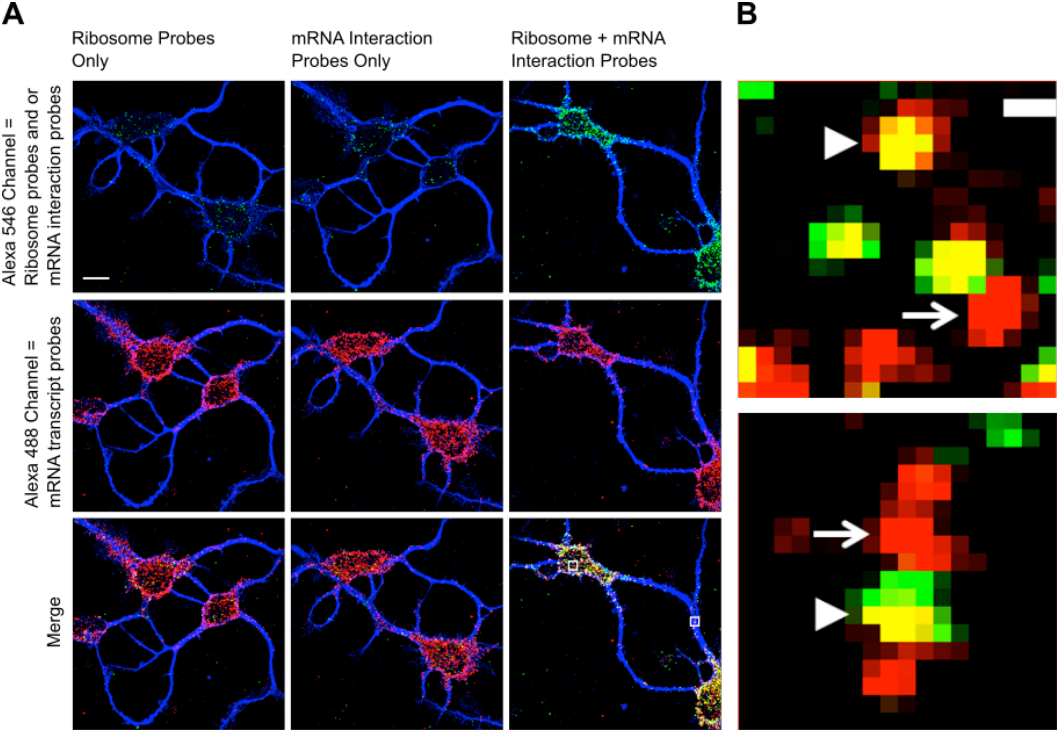 A
B
Ribosome Probes
Only
mRNA Interaction
Probes Only
Ribosome + mRNA
Interaction Probes
Alexa 546 Channel =
Ribosome probes and or
mRNA interaction probes
Alexa 488 Channel =
mRNA transcript probes
Merge